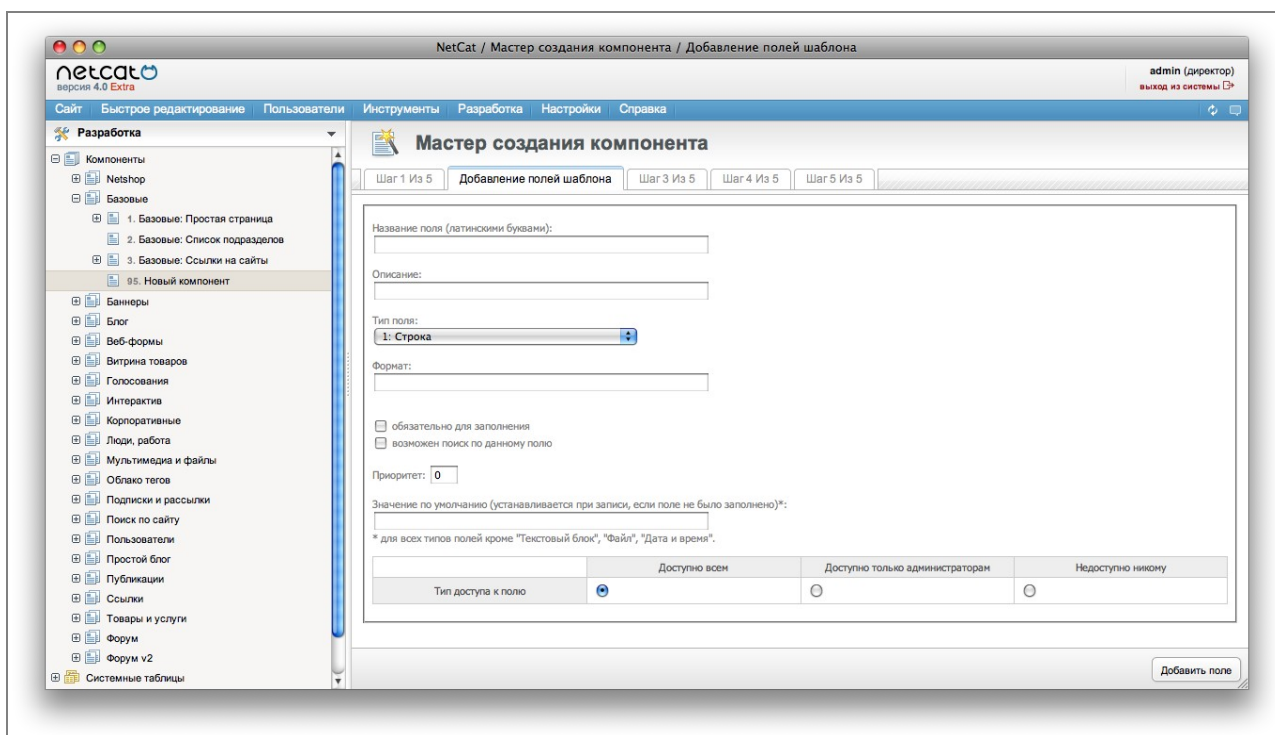 NetCat / Мастер создания компонента / Добавление полей шаблона
netcat
версия 4.0 Extra
admin (директор)
выход из системы
Сайт Быстрое редактирование Пользователи Инструменты Разработка Настройки Справка
Разработка
Компоненты
Netshop
Базовые
1. Базовые: Простая страница
2. Базовые: Список подразделов
3. Базовые: Ссылки на сайты
95. Новый компонент
Баннеры
Блог
Веб-формы
Витрина товаров
Голосования
Интерактив
Корпоративные
Люди, работа
Мультимедиа и файлы
Облако тегов
Подписки и рассылки
Поиск по сайту
Пользователи
Простой блог
Публикации
Ссылки
Товары и услуги
Форум
Форум v2
Системные таблицы
Мастер создания компонента
Шаг 1 Из 5 Добавление полей шаблона Шаг 3 Из 5 Шаг 4 Из 5 Шаг 5 Из 5
Название поля (латинскими буквами):
Описание:
Тип поля:
1: Строка
Формат:
обязательно для заполнения
возможен поиск по данному полю
Приоритет: 0
Значение по умолчанию (устанавливается при записи, если поле не было заполнено)*:
* для всех типов полей кроме "Текстовый блок", "Файл", "Дата и время".
Доступно всем Доступно только администраторам Недоступно никому
Тип доступа к полю
Добавить поле